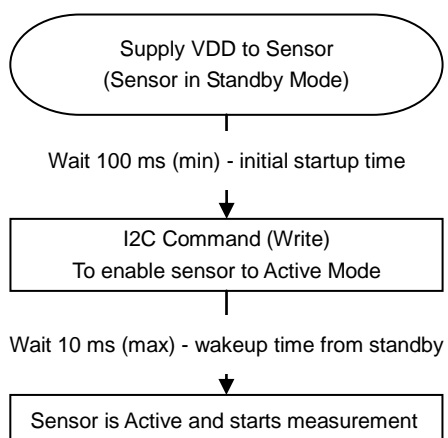 Supply VDD to Sensor
(Sensor in Standby Mode)
Wait 100 ms (min) - initial startup time
I2C Command (Write)
To enable sensor to Active Mode
Wait 10 ms (max) - wakeup time from standby
Sensor is Active and starts measurement